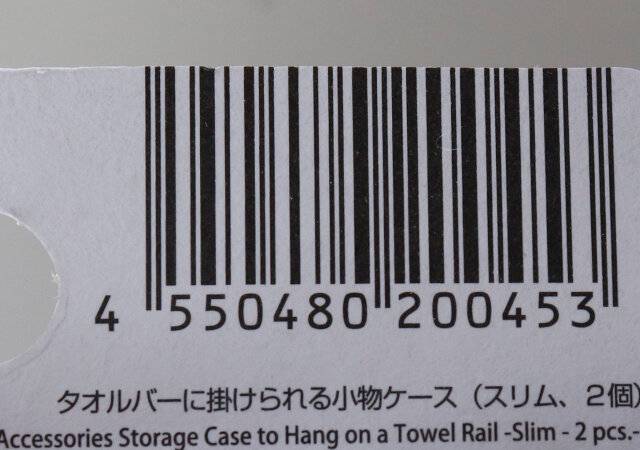 4 550480 200453
タオルバーに掛けられる小物ケース（スリム、２個）
Accessories Storage Case to Hang on a Towel Rail -Slim - 2 pcs.-